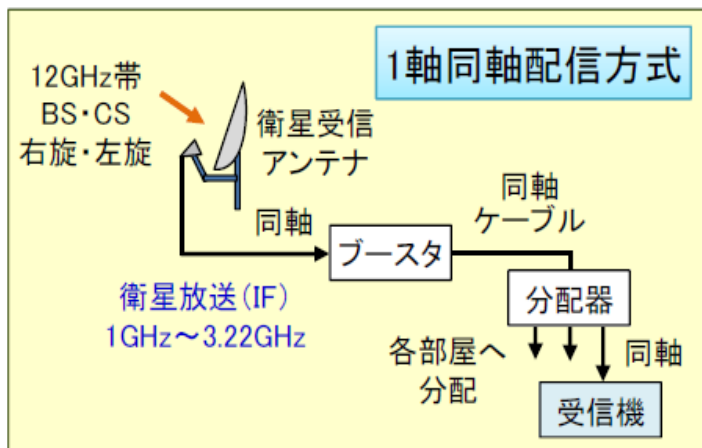 1軸同軸配信方式
12GHz帯
BS・CS
右旋・左旋
衛星受信
アンテナ
同軸
ブースタ
同軸
ケーブル
衛星放送(IF)
1GHz～3.22GHz
分配器
各部屋へ
分配
同軸
受信機